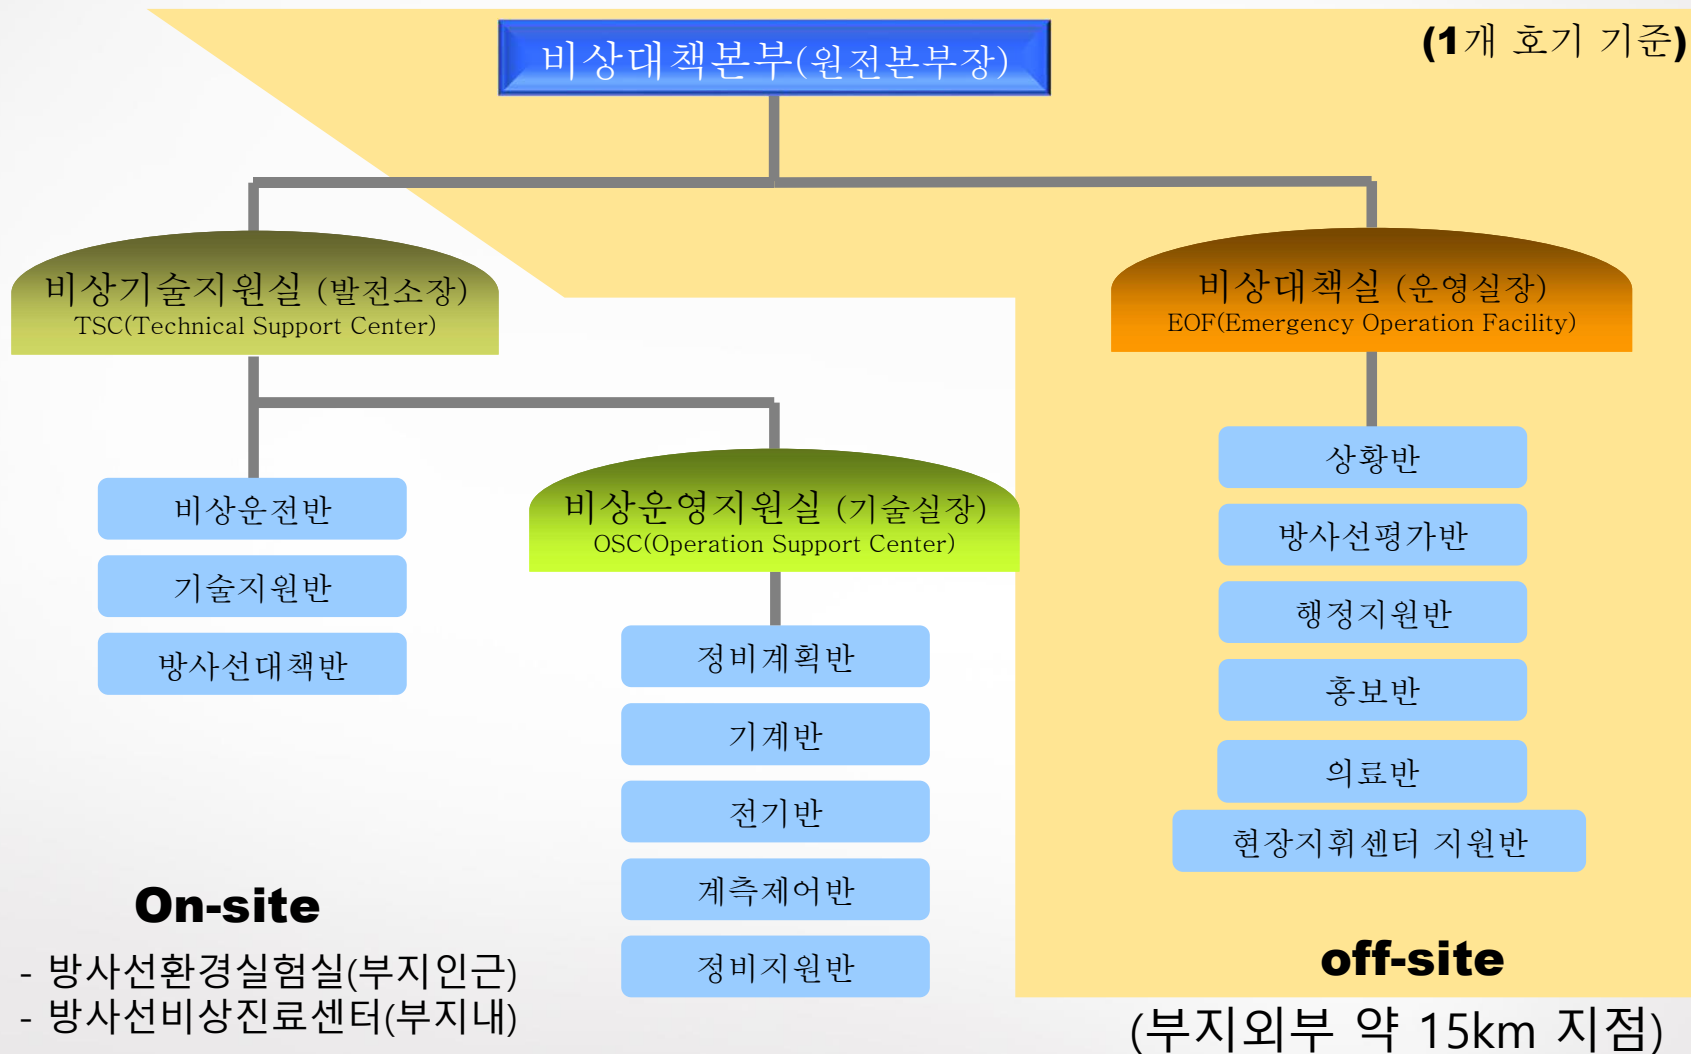 (1개 호기 기준)
비상대책본부(원전본부장)
비상기술지원실 (발전소장)
TSC(Technical Support Center)
비상운전반
기술지원반
방사선대책반
비상운영지원실 (기술실장)
OSC(Operation Support Center)
정비계획반
기계반
전기반
계측제어반
정비지원반
비상대책실 (운영실장)
EOF(Emergency Operation Facility)
상황반
방사선평가반
행정지원반
홍보반
의료반
현장지휘센터 지원반
On-site
- 방사선환경실험실(부지인근)
- 방사선비상진료센터(부지내)
off-site
(부지외부 약 15km 지점)